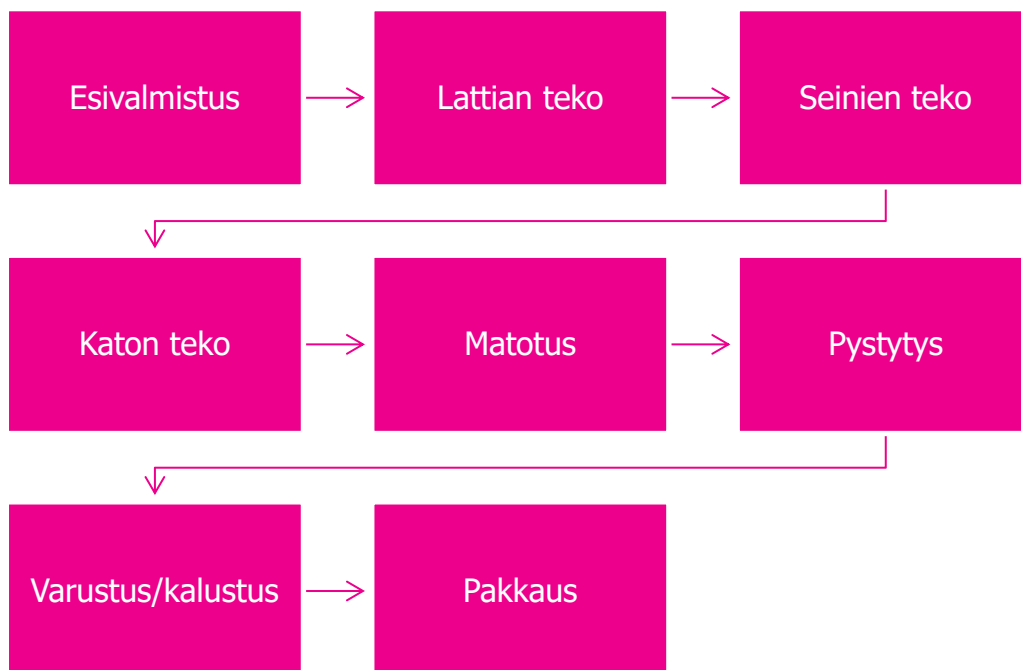 Esivalmistus
Lattian teko
Seinien teko
Katon teko
Matotus
Pystytys
Varustus/kalustus
Pakkaus